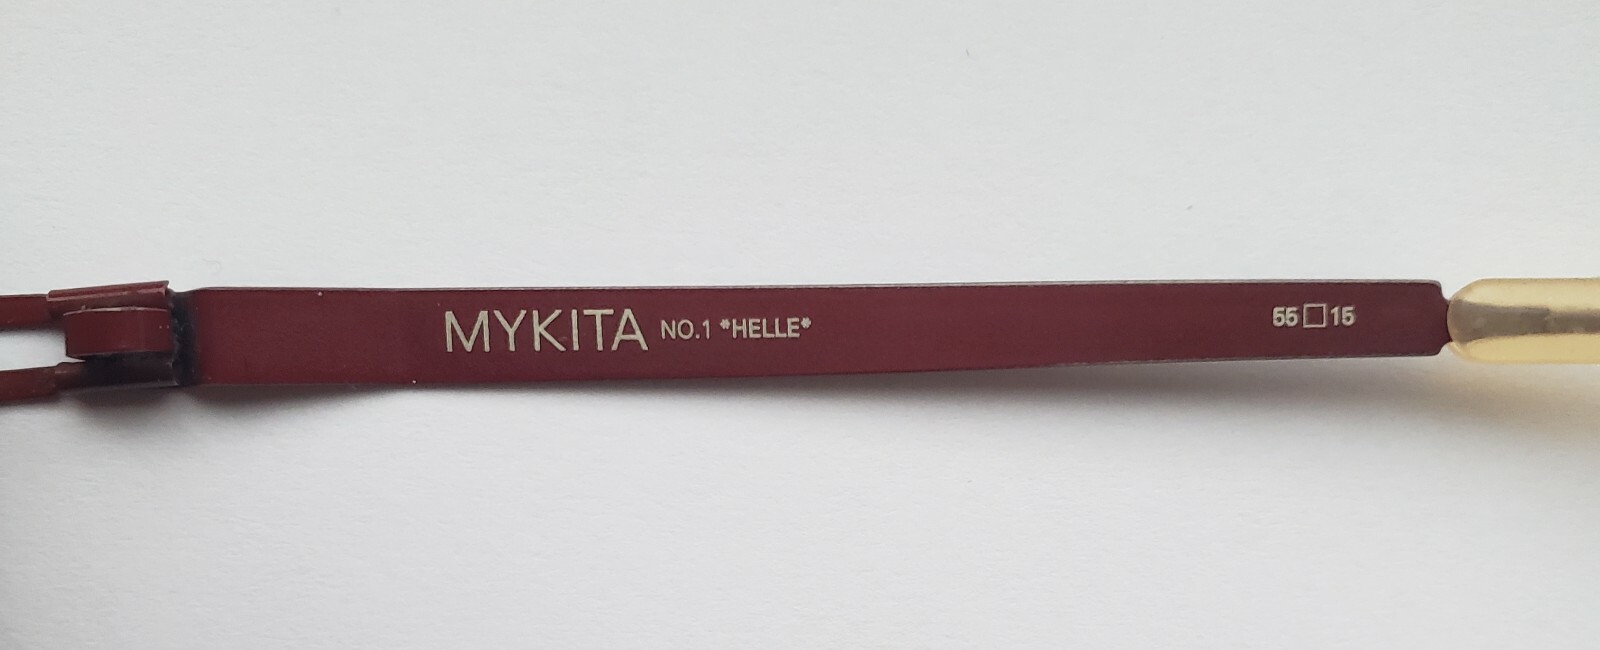 MYKITA NO.1 *HELLE* 55□15